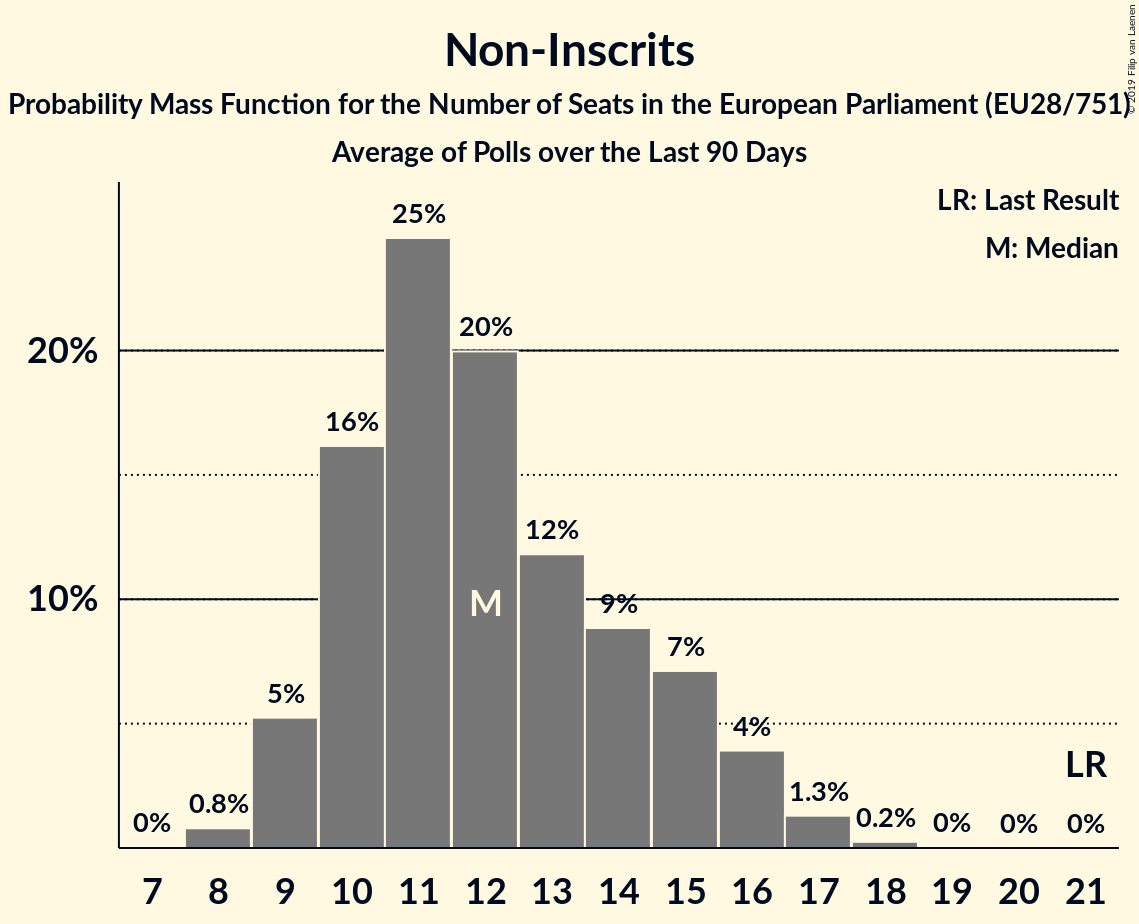 Non-Inscrits
Probability Mass Function for the Number of Seats in the European Parliament (EU28/751)
Average of Polls over the Last 90 Days
© 2019 Filip van Laenen
LR: Last Result
M: Median
25%
20%
20%
16%
12%
M
10%
9%
7%
5%
4%
LR
0%
0.8%
1.3%
0.2%
0%
0%
0%
7 8 9 10 11 12 13 14 15 16 17 18 19 20 21